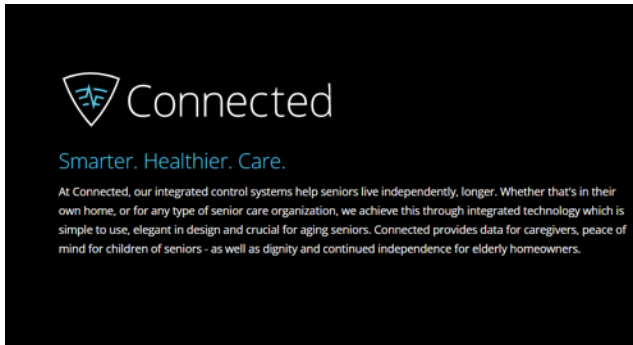 Connected
Smarter. Healthier. Care.
At Connected, our integrated control systems help seniors live independently, longer. Whether that's in their
own home, or for any type of senior care organization, we achieve this through integrated technology which is
simple to use, elegant in design and crucial for aging seniors. Connected provides data for caregivers, peace of
mind for children of seniors - as well as dignity and continued independence for elderly homeowners.